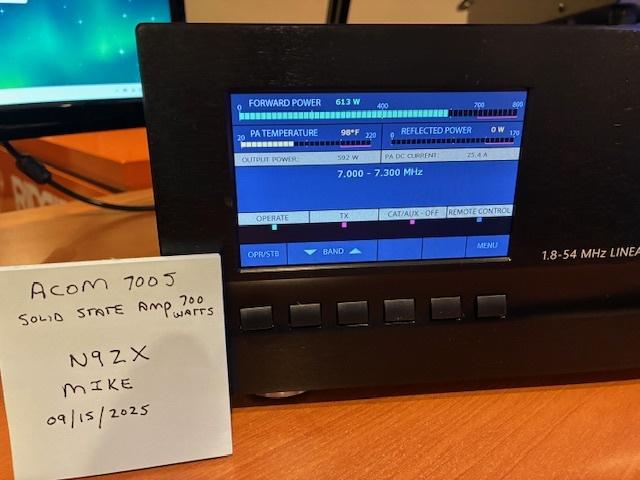 FORWARD POWER 613 W
0 400 700 800
PA TEMPERATURE 98°F
20 220
REFLECTED POWER 0 W
0 170
OUTPUT POWER: 592 W
PA DC CURRENT: 25.4 A
7.000 - 7.300 MHz
OPERATE TX CAT/AUX - OFF REMOTE CONTROL
OPR/STB BAND MENU
1.8-54 MHz LINEA
ACOM 700J
SOLID STATE AMP 700
WATTS
N9ZX
MIKE
09/15/2025